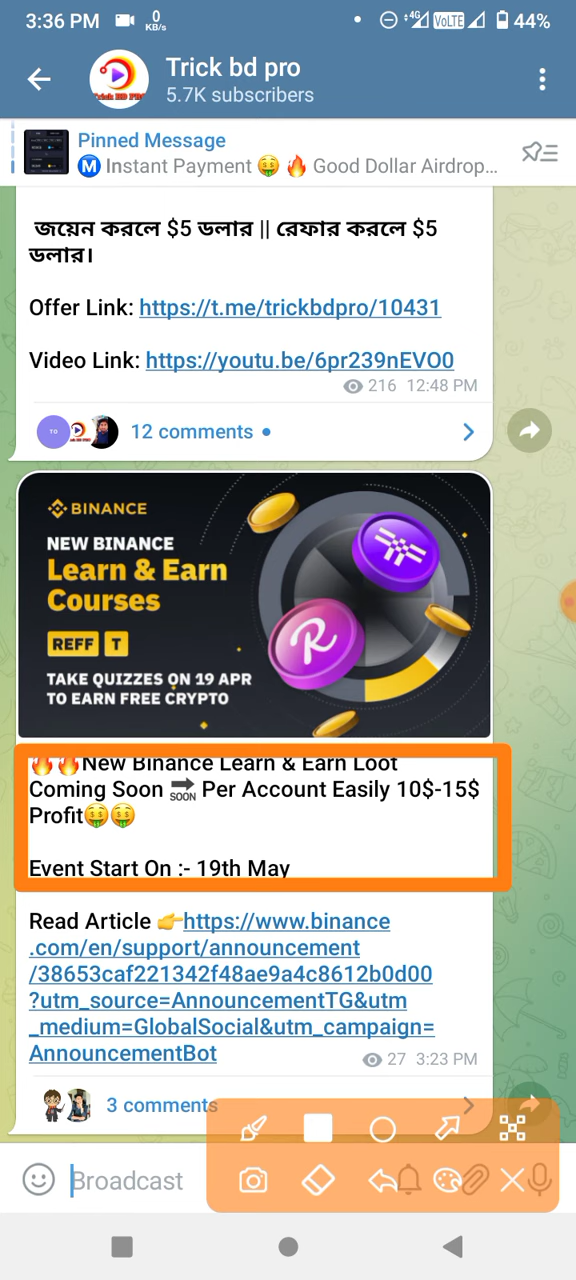 3:36 PM
0
KB/s
4G
VoLTE
44%
Trick bd pro
5.7K subscribers
Pinned Message
Ⓜ️ Instant Payment 🤑 🔥 Good Dollar Airdrop...
জয়েন করলে $5 ডলার || রেফার করলে $5
ডলার।
Offer Link: https://t.me/trickbdpro/10431
Video Link: https://youtu.be/6pr239nEVO0
216 12:48 PM
TO
12 comments
BINANCE
NEW BINANCE
Learn & Earn
Courses
REFF T
TAKE QUIZZES ON 19 APR
TO EARN FREE CRYPTO
🔥🔥New Binance Learn & Earn Loot
Coming Soon 🔜 Per Account Easily 10$-15$
Profit🤑🤑
Event Start On :- 19th May
Read Article 👉https://www.binance
.com/en/support/announcement
/38653caf221342f48ae9a4c8612b0d00
?utm_source=AnnouncementTG&utm
_medium=GlobalSocial&utm_campaign=
AnnouncementBot
27 3:23 PM
3 comments
Broadcast